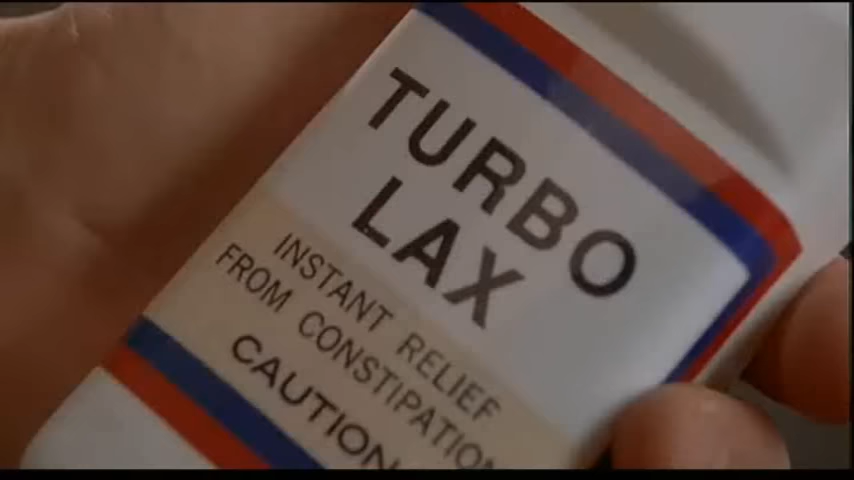 TURBO
LAX
INSTANT RELIEF
FROM CONSTIPATION
CAUTION